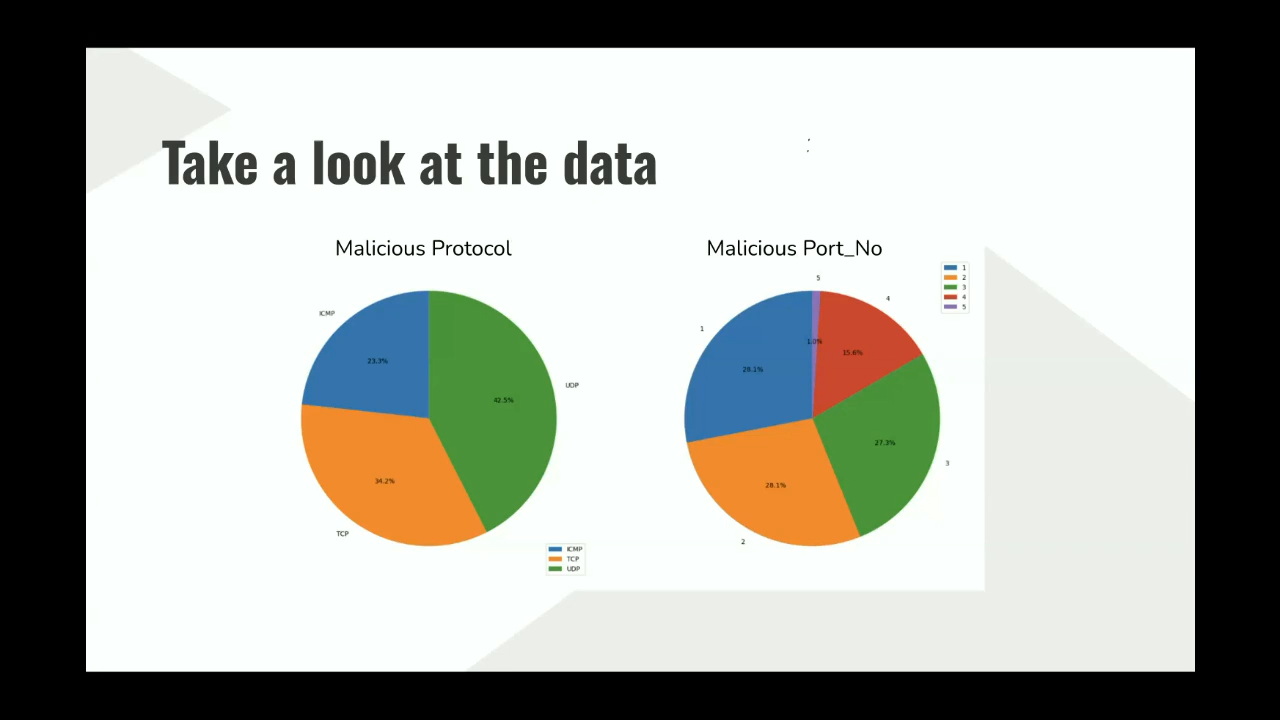 Take a look at the data
Malicious Protocol
Malicious Port_No
ICMP
23.3%
UDP
42.5%
34.2%
TCP
ICMP
TCP
UDP
5
4
1
1.0%
15.6%
28.1%
27.3%
3
28.1%
2
1
2
3
4
5